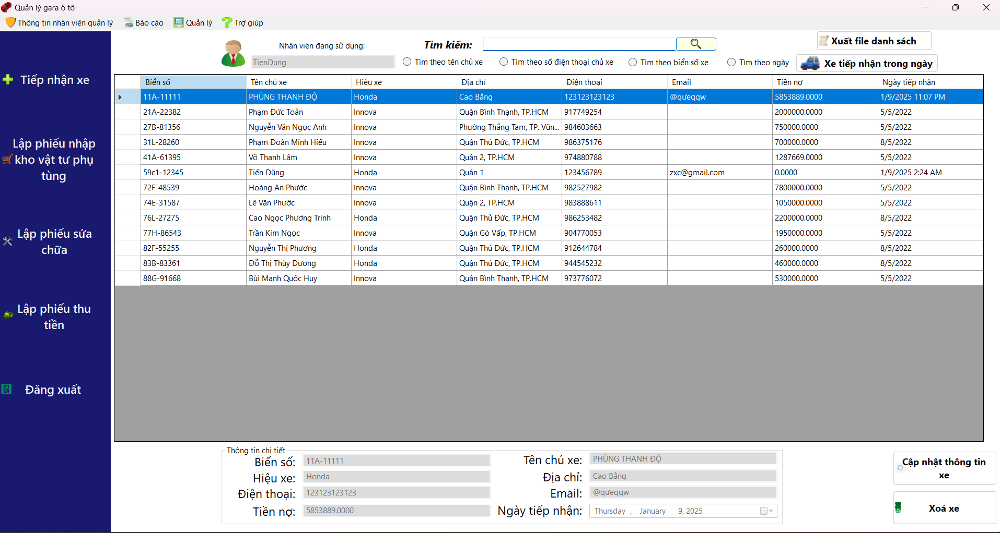 Quản lý gara ô tô
Thông tin nhân viên quản lý Báo cáo Quản lý Trợ giúp
Tiếp nhận xe
Lập phiếu nhập
kho vật tư phụ
tùng
Lập phiếu sửa
chữa
Lập phiếu thu
tiền
Đăng xuất
Nhân viên đang sử dụng:
TienDung
Tìm kiếm:
Tìm theo tên chủ xe Tìm theo số điện thoại chủ xe Tìm theo biển số xe Tìm theo ngày
Xuất file danh sách
Xe tiếp nhận trong ngày
Biển số Tên chủ xe Hiệu xe Địa chỉ Điện thoại Email Tiền nợ Ngày tiếp nhận
11A-11111 PHÙNG THANH ĐỘ Honda Cao Bằng 123123123123 @qưeqqw 5853889.0000 1/9/2025 11:07 PM
21A-22382 Phạm Đức Toản Innova Quận Bình Thạnh, TP.HCM 917749254 2000000.0000 5/5/2022
27B-81356 Nguyễn Văn Ngọc Anh Innova Phường Thắng Tam, TP. Vũn... 984603663 750000.0000 5/5/2022
31L-28260 Phạm Đoàn Minh Hiếu Innova Quận Thủ Đức, TP.HCM 986375176 700000.0000 8/5/2022
41A-61395 Võ Thanh Lâm Innova Quận 2, TP.HCM 974880788 1287669.0000 5/5/2022
59c1-12345 Tiến Dũng Honda Quận 1 123456789 zxc@gmail.com 0.0000 1/9/2025 2:24 AM
72F-48539 Hoàng An Phước Innova Quận Bình Thạnh, TP.HCM 982527982 7800000.0000 5/5/2022
74E-31587 Lê Văn Phước Innova Quận 2, TP.HCM 983888611 1050000.0000 5/5/2022
76L-27275 Cao Ngọc Phương Trinh Honda Quận Thủ Đức, TP.HCM 986253482 2200000.0000 8/5/2022
77H-86543 Trần Kim Ngọc Innova Quận Gò Vấp, TP.HCM 904770053 1950000.0000 5/5/2022
82F-55255 Nguyễn Thị Phương Honda Quận Thủ Đức, TP.HCM 912644784 260000.0000 8/5/2022
83B-83361 Đỗ Thị Thùy Dương Honda Quận Thủ Đức, TP.HCM 944545232 460000.0000 8/5/2022
88G-91668 Bùi Mạnh Quốc Huy Innova Quận Bình Thạnh, TP.HCM 973776072 530000.0000 5/5/2022
Thông tin chi tiết
Biển số: 11A-11111
Hiệu xe: Honda
Điện thoại: 123123123123
Tiền nợ: 5853889.0000
Tên chủ xe: PHÙNG THANH ĐỘ
Địa chỉ: Cao Bằng
Email: @qưeqqw
Ngày tiếp nhận: Thursday , January 9, 2025
Cập nhật thông tin
xe
Xoá xe